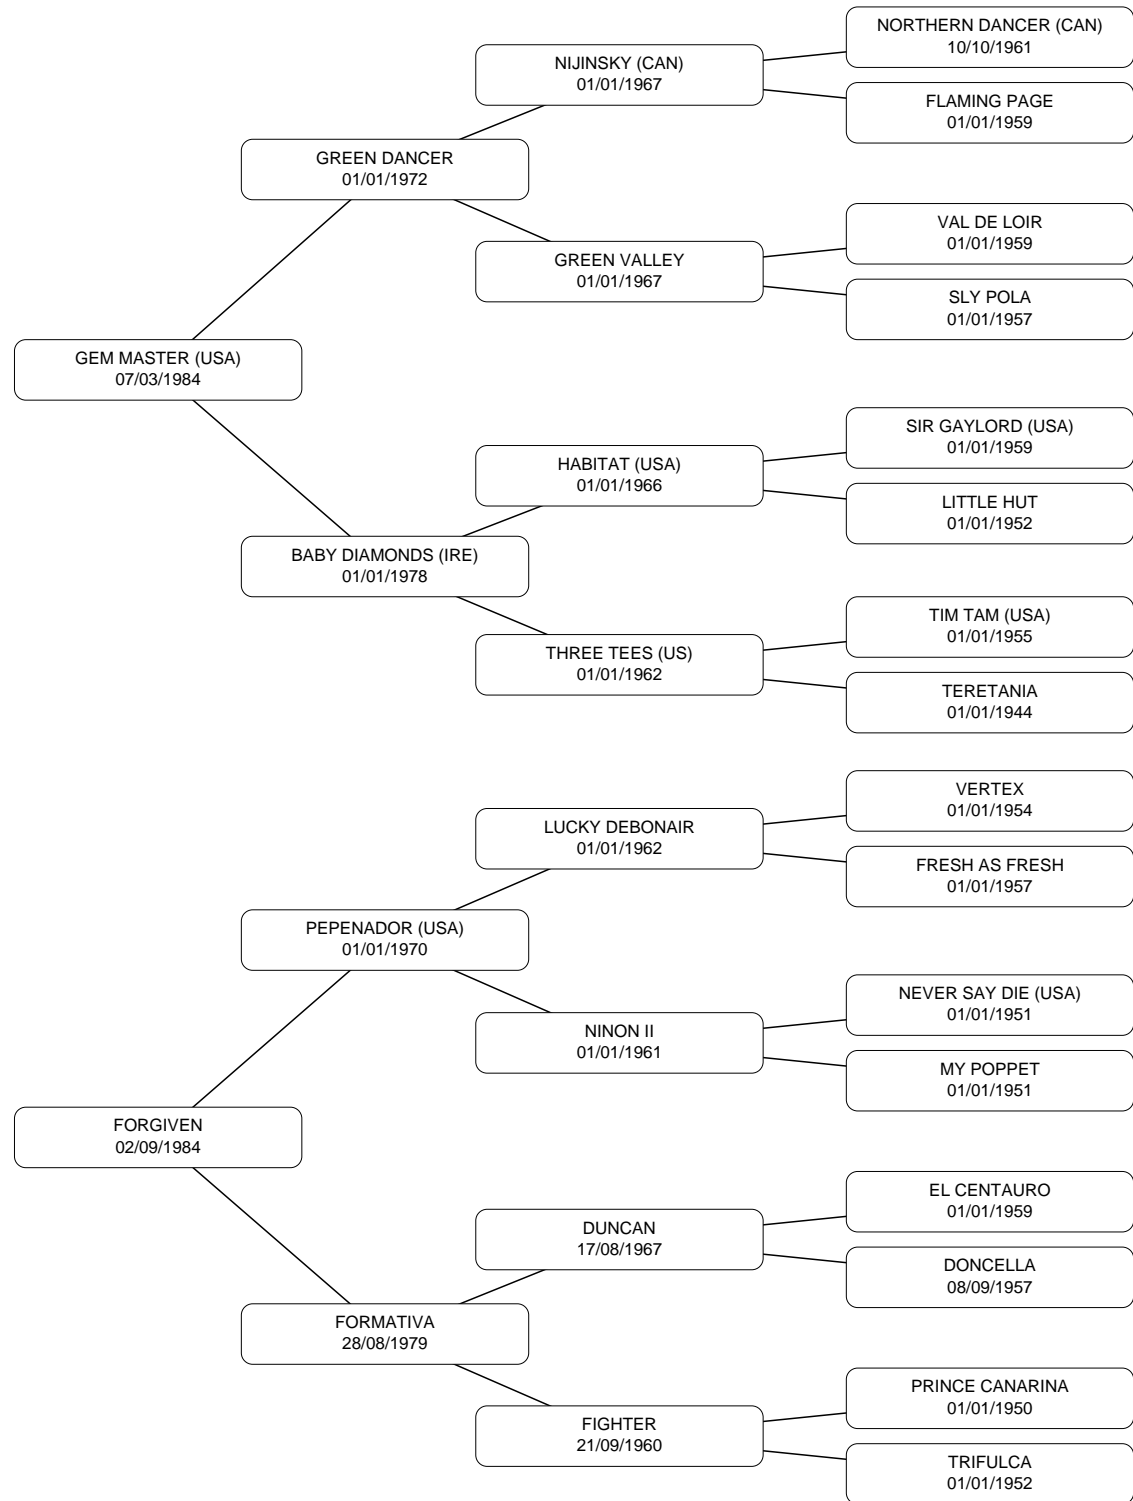 NORTHERN DANCER (CAN)
10/10/1961
NIJINSKY (CAN)
01/01/1967
FLAMING PAGE
01/01/1959
GREEN DANCER
01/01/1972
VAL DE LOIR
01/01/1959
GREEN VALLEY
01/01/1967
SLY POLA
01/01/1957
GEM MASTER (USA)
07/03/1984
SIR GAYLORD (USA)
01/01/1959
HABITAT (USA)
01/01/1966
LITTLE HUT
01/01/1952
BABY DIAMONDS (IRE)
01/01/1978
TIM TAM (USA)
01/01/1955
THREE TEES (US)
01/01/1962
TERETANIA
01/01/1944
VERTEX
01/01/1954
LUCKY DEBONAIR
01/01/1962
FRESH AS FRESH
01/01/1957
PEPENADOR (USA)
01/01/1970
NEVER SAY DIE (USA)
01/01/1951
NINON II
01/01/1961
MY POPPET
01/01/1951
FORGIVEN
02/09/1984
EL CENTAURO
01/01/1959
DUNCAN
17/08/1967
DONCELLA
08/09/1957
FORMATIVA
28/08/1979
PRINCE CANARINA
01/01/1950
FIGHTER
21/09/1960
TRIFULCA
01/01/1952